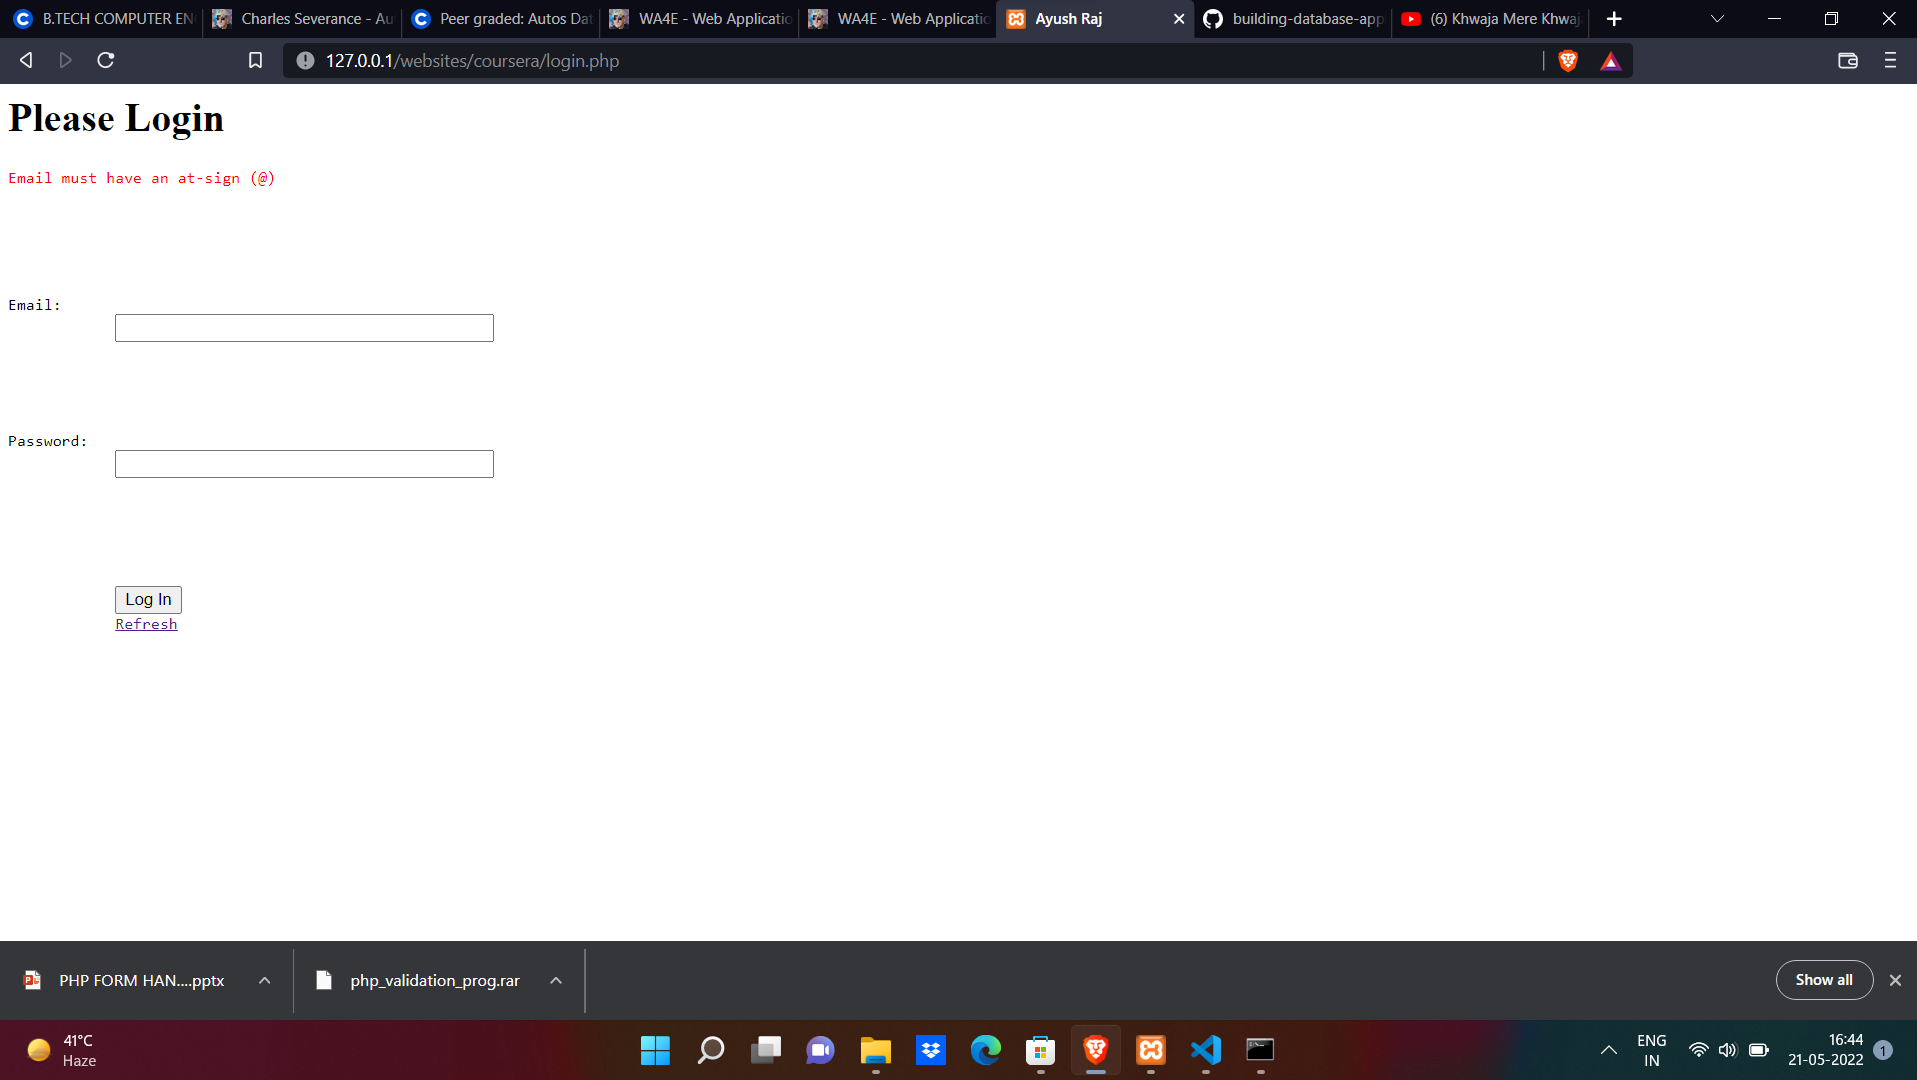 B.TECH COMPUTER EN
Charles Severance - Au
Peer graded: Autos Dat
WA4E - Web Applicatio
WA4E - Web Applicatio
Ayush Raj
building-database-app
(6) Khwaja Mere Khwaj
127.0.0.1/websites/coursera/login.php
Please Login
Email must have an at-sign (@)
Email:
Password:
Log In
Refresh
PHP FORM HAN....pptx
php_validation_prog.rar
Show all
41°C
Haze
ENG
IN
16:44
21-05-2022
1